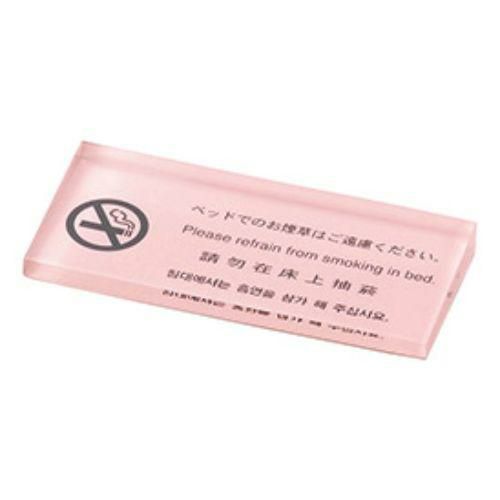 ベッドでのお煙草はご遠慮ください。
Please refrain from smoking in bed.
請勿在床上抽菸
침대에서는 흡연을 삼가 해 주십시요.